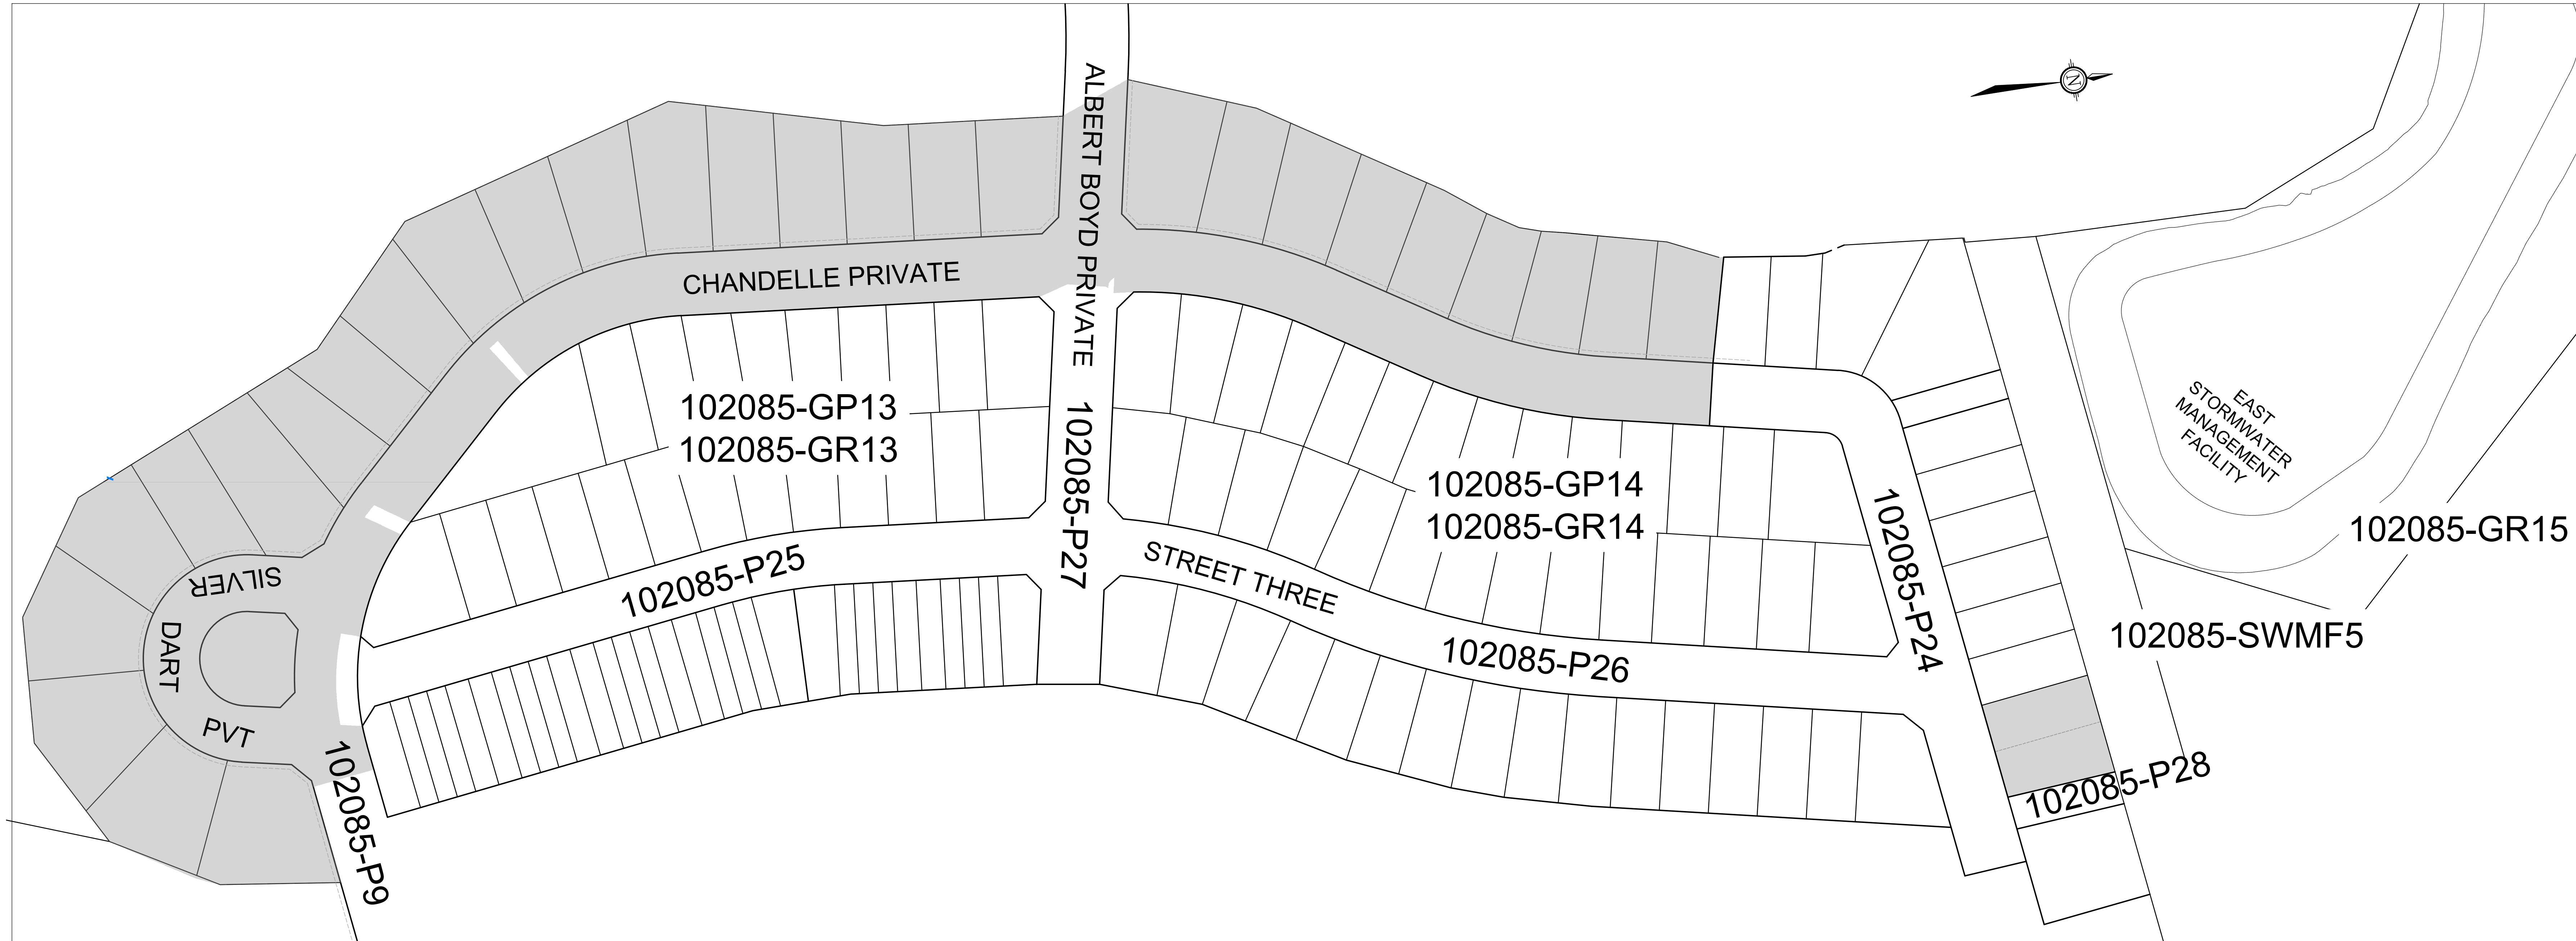 ALBERT BOYD PRIVATE
N
CHANDELLE PRIVATE
102085-GP13
102085-GR13
102085-P27
102085-GP14
102085-GR14
102085-P24
EAST
STORMWATER
MANAGEMENT
FACILITY
102085-GR15
102085-SWMF5
SILVER
DART
PVT
102085-P25
STREET THREE
102085-P26
102085-P28
102085-P9